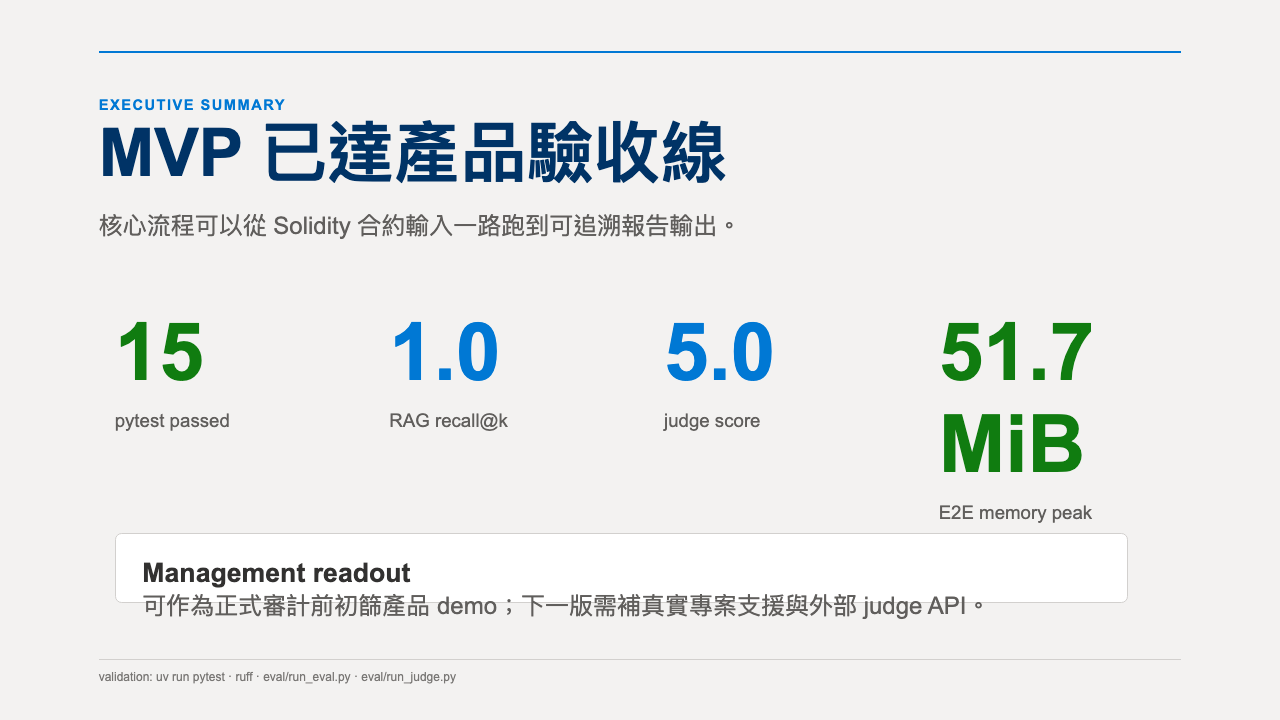 EXECUTIVE SUMMARY
MVP 已達產品驗收線
核心流程可以從 Solidity 合約輸入一路跑到可追溯報告輸出。
15
pytest passed
1.0
RAG recall@k
5.0
judge score
51.7
MiB
E2E memory peak
Management readout
可作為正式審計前初篩產品 demo；下一版需補真實專案支援與外部 judge API。
validation: uv run pytest · ruff · eval/run_eval.py · eval/run_judge.py